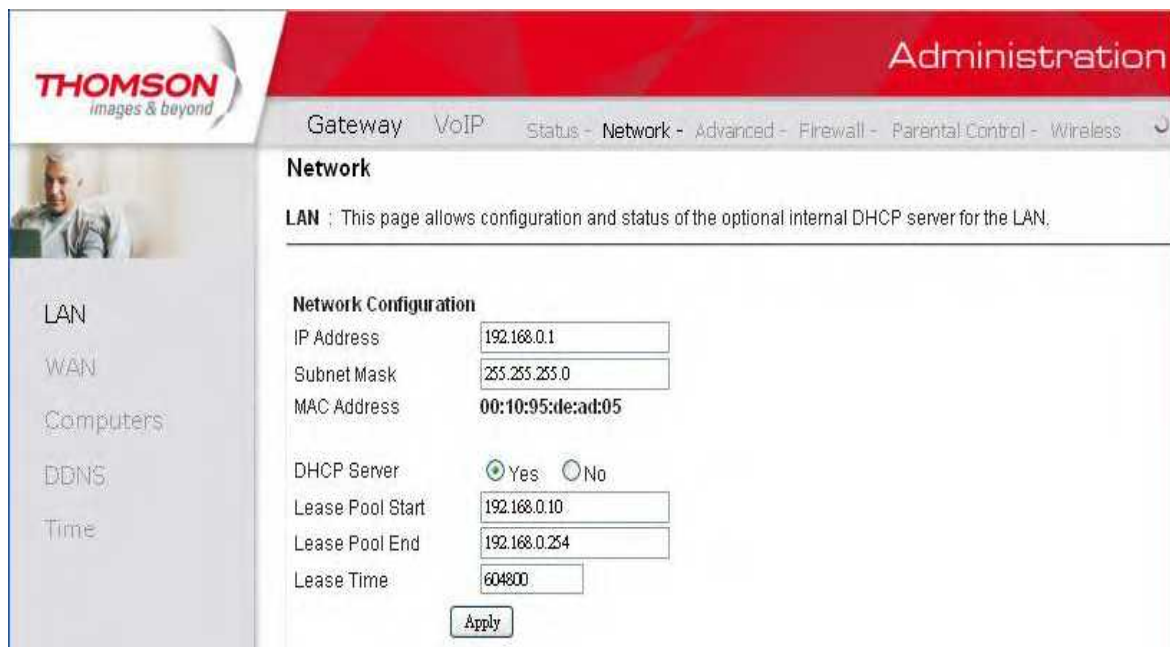 THOMSON
images & beyond
Administration
Gateway VoIP Status - Network - Advanced - Firewall - Parental Control - Wireless
Network
LAN : This page allows configuration and status of the optional internal DHCP server for the LAN.
LAN
WAN
Computers
DDNS
Time
Network Configuration
IP Address 192.168.0.1
Subnet Mask 255.255.255.0
MAC Address 00:10:95:de:ad:05
DHCP Server Yes No
Lease Pool Start 192.168.0.10
Lease Pool End 192.168.0.254
Lease Time 604800
Apply